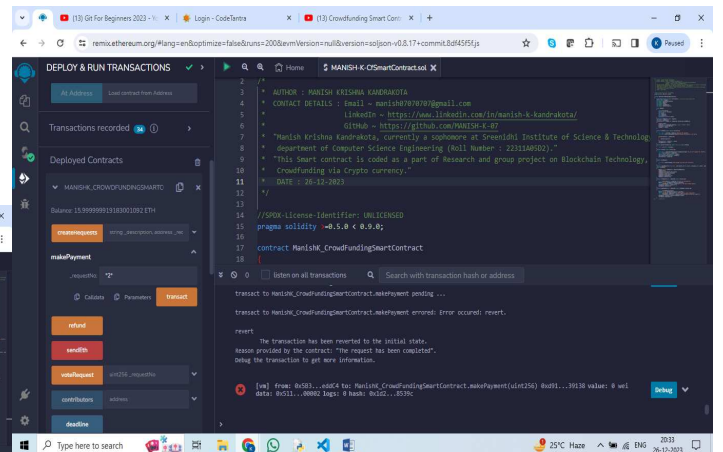 (13) Git For Beginners 2023 -
Login - CodeTantra
(13) Crowdfunding Smart Cont
remix.ethereum.org/#lang=en&optimize=false&runs=200&evmVersion=null&version=soljson-v0.8.17+commit.8df45f5f.js
Paused
DEPLOY & RUN TRANSACTIONS
At Address
Load contract from Address
Transactions recorded
Deployed Contracts
MANISHK_CROWDFUNDINGSMARTC
Balance: 15.999999919183001092 ETH
createRequests
string _description, address _rec
makePayment
_requestNo:
"2"
Calldata
Parameters
transact
refund
sendEth
voteRequest
uint256 _requestNo
contributors
address
deadline
Home
MANISH-K-CfSmartContract.sol
2 /*
3 * AUTHOR : MANISH KRISHNA KANDRAKOTA
4 * CONTACT DETAILS : Email – manish07070707@gmail.com
5 * LinkedIn – https://www.linkedin.com/in/manish-k-kandrakota/
6 * GitHub – https://github.com/MANISH-K-07
7 * "Manish Krishna Kandrakota, currently a sophomore at Sreenidhi Institute of Science & Technolog
8 * department of Computer Science Engineering (Roll Number : 22311A05D2)."
9 * "This Smart contract is coded as a part of Research and group project on Blockchain Technology,
10 * Crowdfunding via Crypto currency."
11 * DATE : 26-12-2023
12 */
13
14 //SPDX-License-Identifier: UNLICENSED
15 pragma solidity >=0.5.0 < 0.9.0;
16
17 contract ManishK_CrowdFundingSmartContract
18 {
0
listen on all transactions
Search with transaction hash or address
transact to ManishK_CrowdFundingSmartContract.makePayment pending ...
transact to ManishK_CrowdFundingSmartContract.makePayment errored: Error occured: revert.
revert
The transaction has been reverted to the initial state.
Reason provided by the contract: "The request has been completed".
Debug the transaction to get more information.
[vm] from: 0x5B3...eddC4 to: ManishK_CrowdFundingSmartContract.makePayment(uint256) 0xd91...39138 value: 0 wei
data: 0x511...00002 logs: 0 hash: 0x1d2...8539c
Debug
>
Type here to search
25°C Haze
ENG
20:33
26-12-2023